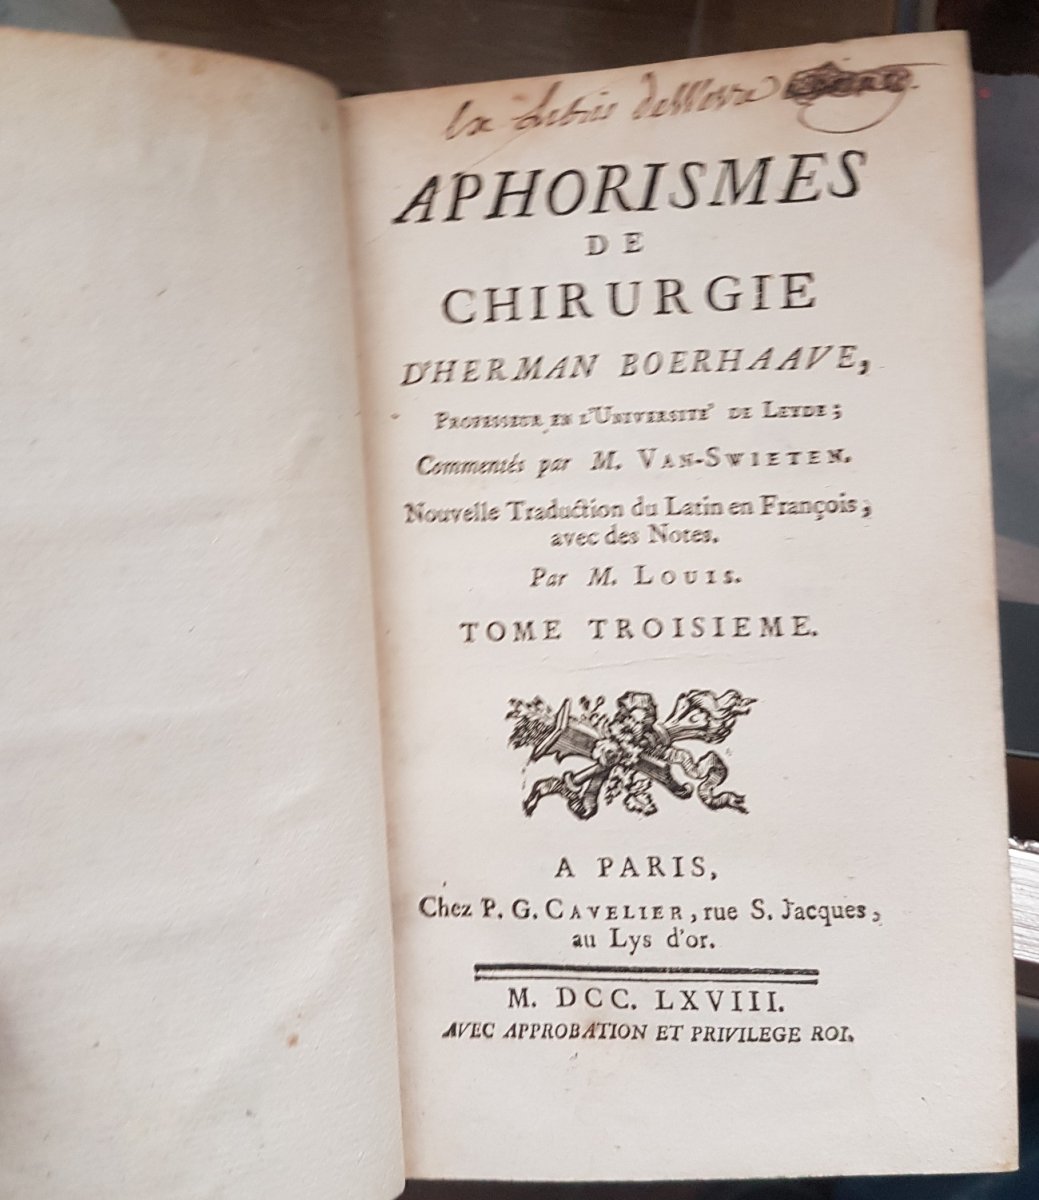 APHORISMES
DE
CHIRURGIE
D'HERMAN BOERHAAVE,
PROFESSEUR EN L'UNIVERSITÉ DE LEYDE;
Commentés par M. VAN-SWIETEN.
Nouvelle Traduction du Latin en François,
avec des Notes.
Par M. LOUIS.
TOME TROISIEME.
A PARIS,
Chez P. G. CAVELIER, rue S. Jacques,
au Lys d'or.
M. DCC. LXVIII.
AVEC APPROBATION ET PRIVILEGE ROI.